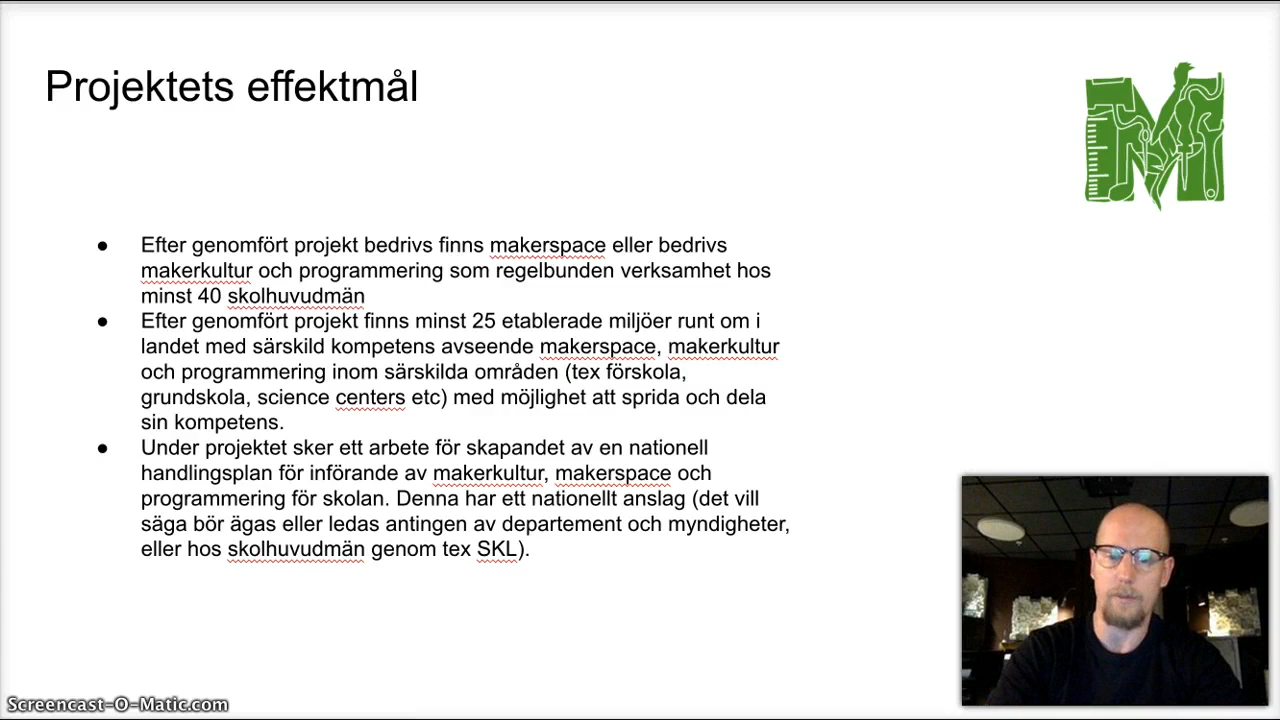 Projektets effektmål
● Efter genomfört projekt bedrivs finns makerspace eller bedrivs
makerkultur och programmering som regelbunden verksamhet hos
minst 40 skolhuvudmän
● Efter genomfört projekt finns minst 25 etablerade miljöer runt om i
landet med särskild kompetens avseende makerspace, makerkultur
och programmering inom särskilda områden (tex förskola,
grundskola, science centers etc) med möjlighet att sprida och dela
sin kompetens.
● Under projektet sker ett arbete för skapandet av en nationell
handlingsplan för införande av makerkultur, makerspace och
programmering för skolan. Denna har ett nationellt anslag (det vill
säga bör ägas eller ledas antingen av departement och myndigheter,
eller hos skolhuvudmän genom tex SKL).
Screencast-O-Matic.com